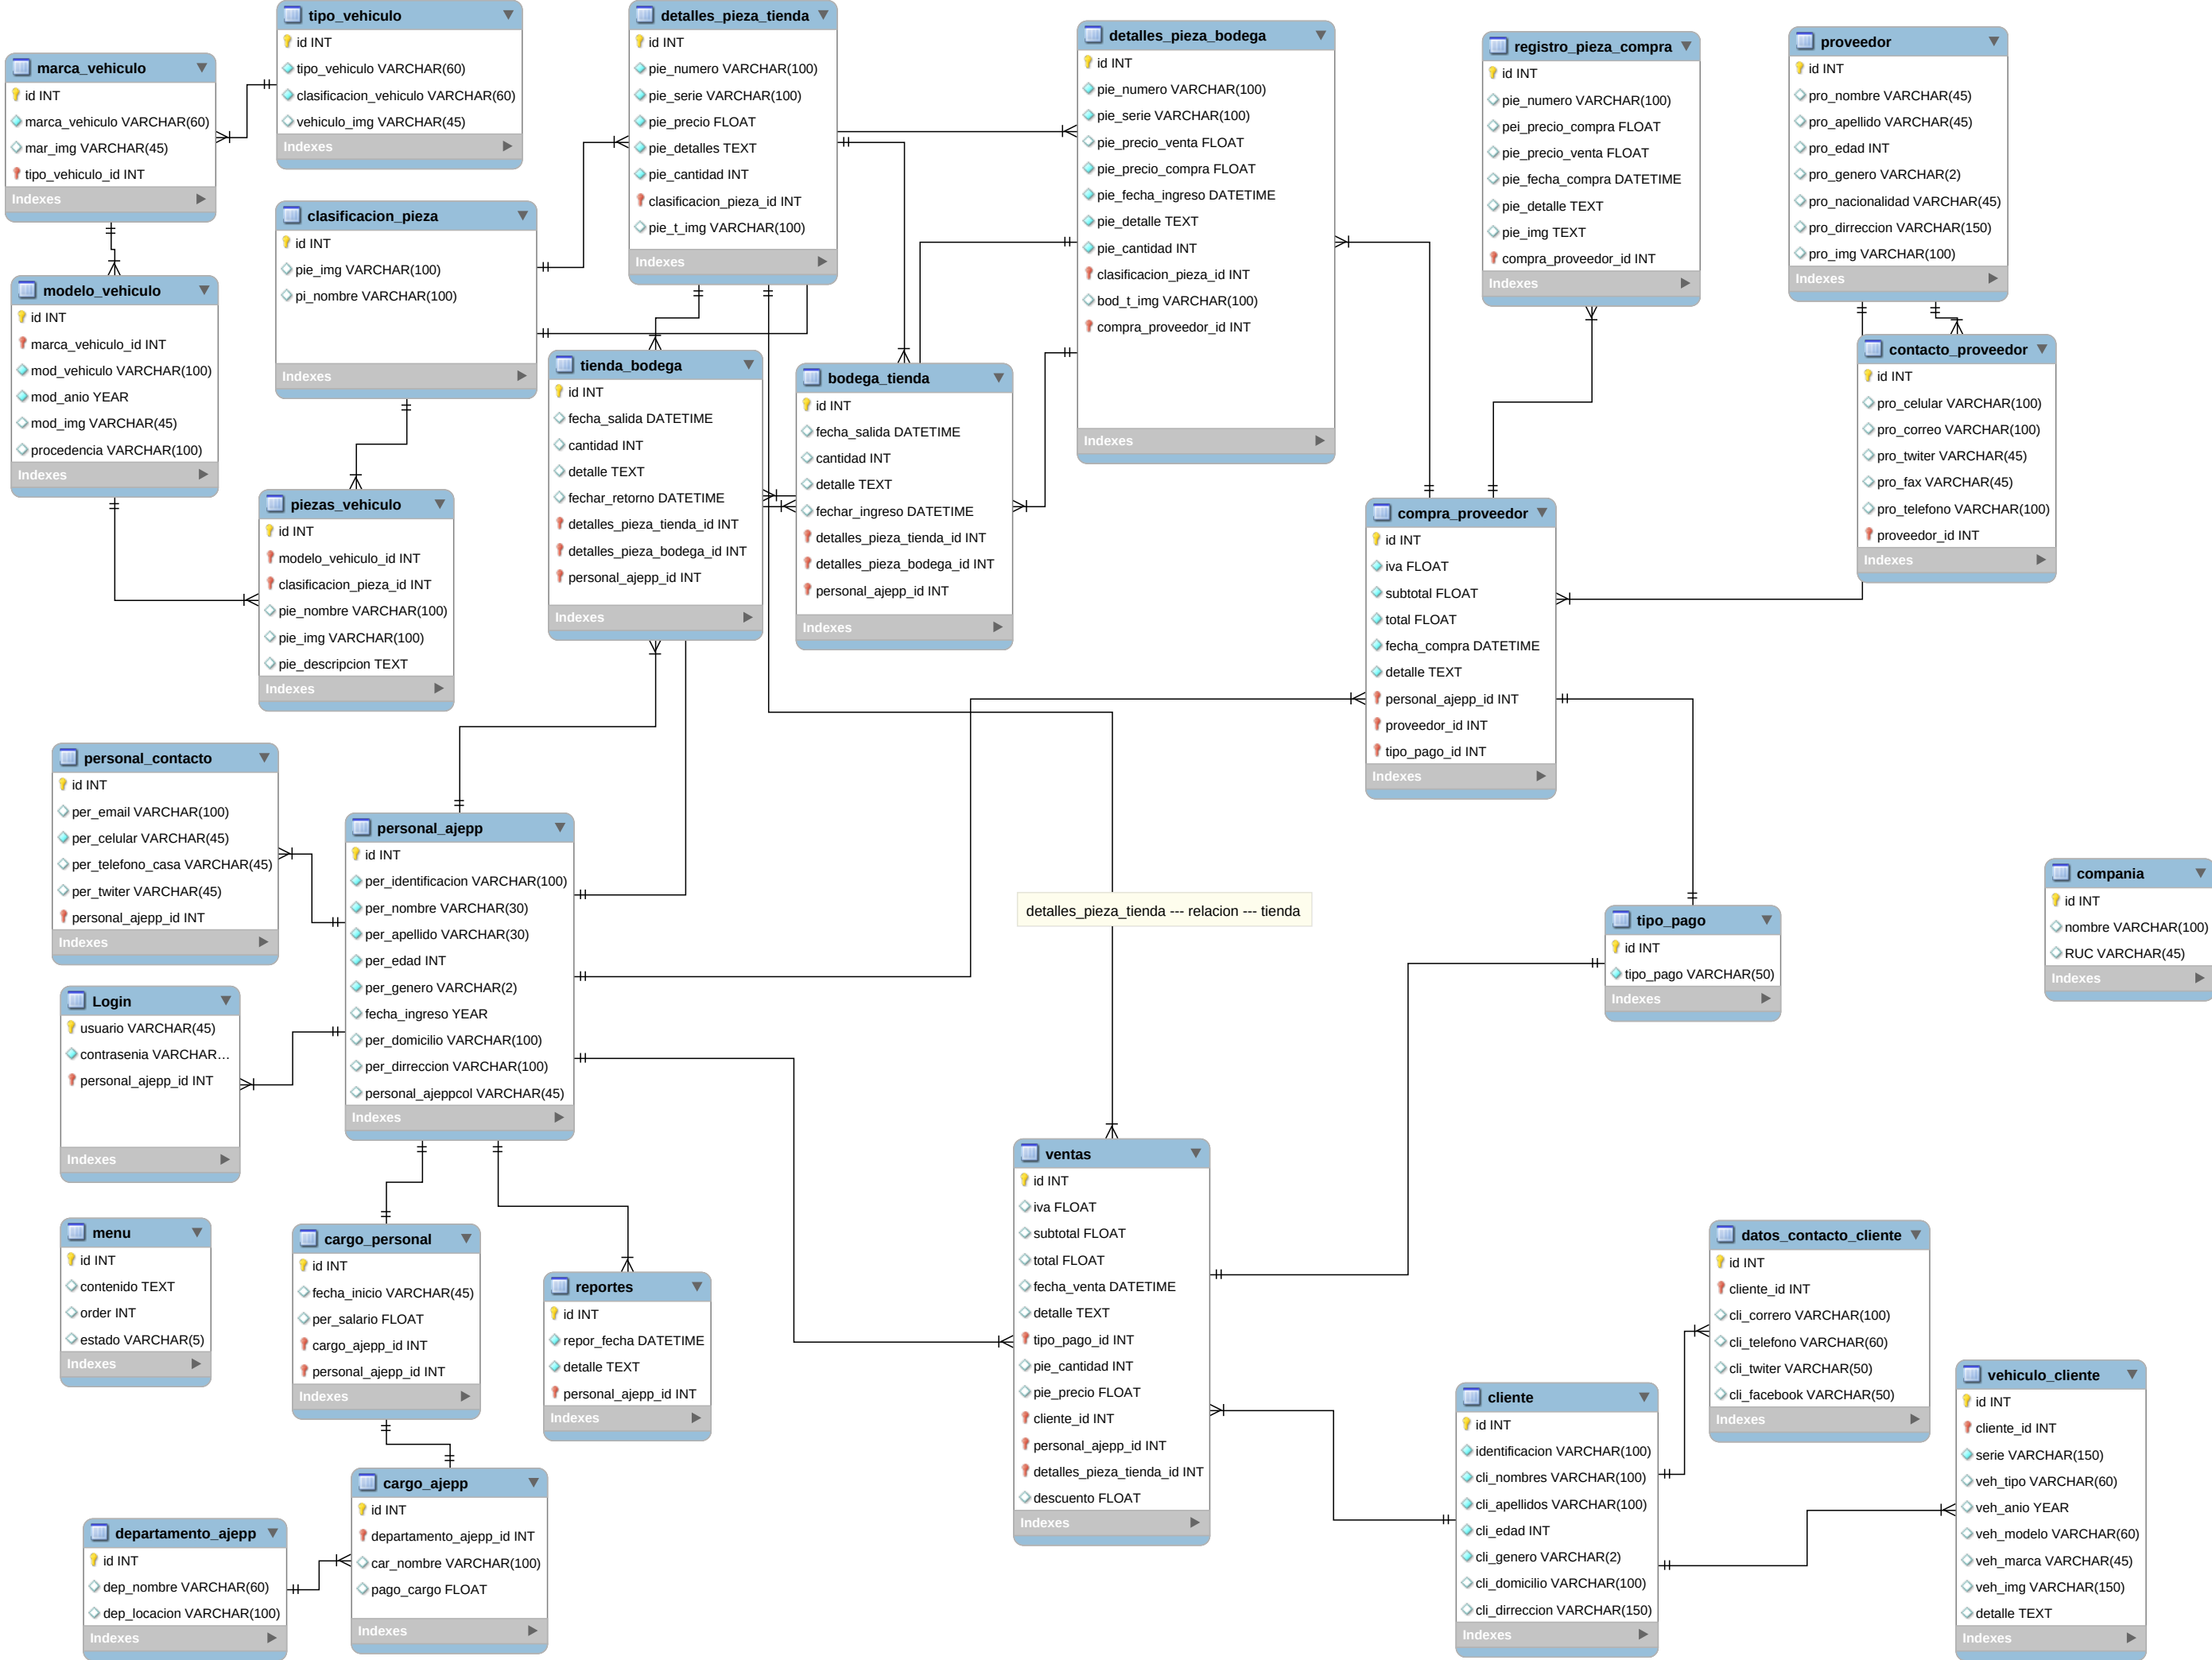 tipo_vehiculo
id INT
tipo_vehiculo VARCHAR(60)
clasificacion_vehiculo VARCHAR(60)
vehiculo_img VARCHAR(45)
Indexes
detalles_pieza_tienda
id INT
pie_numero VARCHAR(100)
pie_serie VARCHAR(100)
pie_precio FLOAT
pie_detalles TEXT
pie_cantidad INT
clasificacion_pieza_id INT
pie_t_img VARCHAR(100)
Indexes
detalles_pieza_bodega
id INT
pie_numero VARCHAR(100)
pie_serie VARCHAR(100)
pie_precio_venta FLOAT
pie_precio_compra FLOAT
pie_fecha_ingreso DATETIME
pie_detalle TEXT
pie_cantidad INT
clasificacion_pieza_id INT
bod_t_img VARCHAR(100)
compra_proveedor_id INT
Indexes
registro_pieza_compra
id INT
pie_numero VARCHAR(100)
pei_precio_compra FLOAT
pie_precio_venta FLOAT
pie_fecha_compra DATETIME
pie_detalle TEXT
pie_img TEXT
compra_proveedor_id INT
Indexes
proveedor
id INT
pro_nombre VARCHAR(45)
pro_apellido VARCHAR(45)
pro_edad INT
pro_genero VARCHAR(2)
pro_nacionalidad VARCHAR(45)
pro_dirreccion VARCHAR(150)
pro_img VARCHAR(100)
Indexes
marca_vehiculo
id INT
marca_vehiculo VARCHAR(60)
mar_img VARCHAR(45)
tipo_vehiculo_id INT
Indexes
clasificacion_pieza
id INT
pie_img VARCHAR(100)
pi_nombre VARCHAR(100)
Indexes
modelo_vehiculo
id INT
marca_vehiculo_id INT
mod_vehiculo VARCHAR(100)
mod_anio YEAR
mod_img VARCHAR(45)
procedencia VARCHAR(100)
Indexes
tienda_bodega
id INT
fecha_salida DATETIME
cantidad INT
detalle TEXT
fechar_retorno DATETIME
detalles_pieza_tienda_id INT
detalles_pieza_bodega_id INT
personal_ajepp_id INT
Indexes
bodega_tienda
id INT
fecha_salida DATETIME
cantidad INT
detalle TEXT
fechar_ingreso DATETIME
detalles_pieza_tienda_id INT
detalles_pieza_bodega_id INT
personal_ajepp_id INT
Indexes
contacto_proveedor
id INT
pro_celular VARCHAR(100)
pro_correo VARCHAR(100)
pro_twiter VARCHAR(45)
pro_fax VARCHAR(45)
pro_telefono VARCHAR(100)
proveedor_id INT
Indexes
piezas_vehiculo
id INT
modelo_vehiculo_id INT
clasificacion_pieza_id INT
pie_nombre VARCHAR(100)
pie_img VARCHAR(100)
pie_descripcion TEXT
Indexes
compra_proveedor
id INT
iva FLOAT
subtotal FLOAT
total FLOAT
fecha_compra DATETIME
detalle TEXT
personal_ajepp_id INT
proveedor_id INT
tipo_pago_id INT
Indexes
personal_contacto
id INT
per_email VARCHAR(100)
per_celular VARCHAR(45)
per_telefono_casa VARCHAR(45)
per_twiter VARCHAR(45)
personal_ajepp_id INT
Indexes
personal_ajepp
id INT
per_identificacion VARCHAR(100)
per_nombre VARCHAR(30)
per_apellido VARCHAR(30)
per_edad INT
per_genero VARCHAR(2)
fecha_ingreso YEAR
per_domicilio VARCHAR(100)
per_dirreccion VARCHAR(100)
personal_ajeppcol VARCHAR(45)
Indexes
detalles_pieza_tienda --- relacion --- tienda
tipo_pago
id INT
tipo_pago VARCHAR(50)
Indexes
compania
id INT
nombre VARCHAR(100)
RUC VARCHAR(45)
Indexes
Login
usuario VARCHAR(45)
contrasenia VARCHAR...
personal_ajepp_id INT
Indexes
menu
id INT
contenido TEXT
order INT
estado VARCHAR(5)
Indexes
cargo_personal
id INT
fecha_inicio VARCHAR(45)
per_salario FLOAT
cargo_ajepp_id INT
personal_ajepp_id INT
Indexes
reportes
id INT
repor_fecha DATETIME
detalle TEXT
personal_ajepp_id INT
Indexes
ventas
id INT
iva FLOAT
subtotal FLOAT
total FLOAT
fecha_venta DATETIME
detalle TEXT
tipo_pago_id INT
pie_cantidad INT
pie_precio FLOAT
cliente_id INT
personal_ajepp_id INT
detalles_pieza_tienda_id INT
descuento FLOAT
Indexes
datos_contacto_cliente
id INT
cliente_id INT
cli_correro VARCHAR(100)
cli_telefono VARCHAR(60)
cli_twiter VARCHAR(50)
cli_facebook VARCHAR(50)
Indexes
cliente
id INT
identificacion VARCHAR(100)
cli_nombres VARCHAR(100)
cli_apellidos VARCHAR(100)
cli_edad INT
cli_genero VARCHAR(2)
cli_domicilio VARCHAR(100)
cli_dirreccion VARCHAR(150)
Indexes
vehiculo_cliente
id INT
cliente_id INT
serie VARCHAR(150)
veh_tipo VARCHAR(60)
veh_anio YEAR
veh_modelo VARCHAR(60)
veh_marca VARCHAR(45)
veh_img VARCHAR(150)
detalle TEXT
Indexes
cargo_ajepp
id INT
departamento_ajepp_id INT
car_nombre VARCHAR(100)
pago_cargo FLOAT
Indexes
departamento_ajepp
id INT
dep_nombre VARCHAR(60)
dep_locacion VARCHAR(100)
Indexes